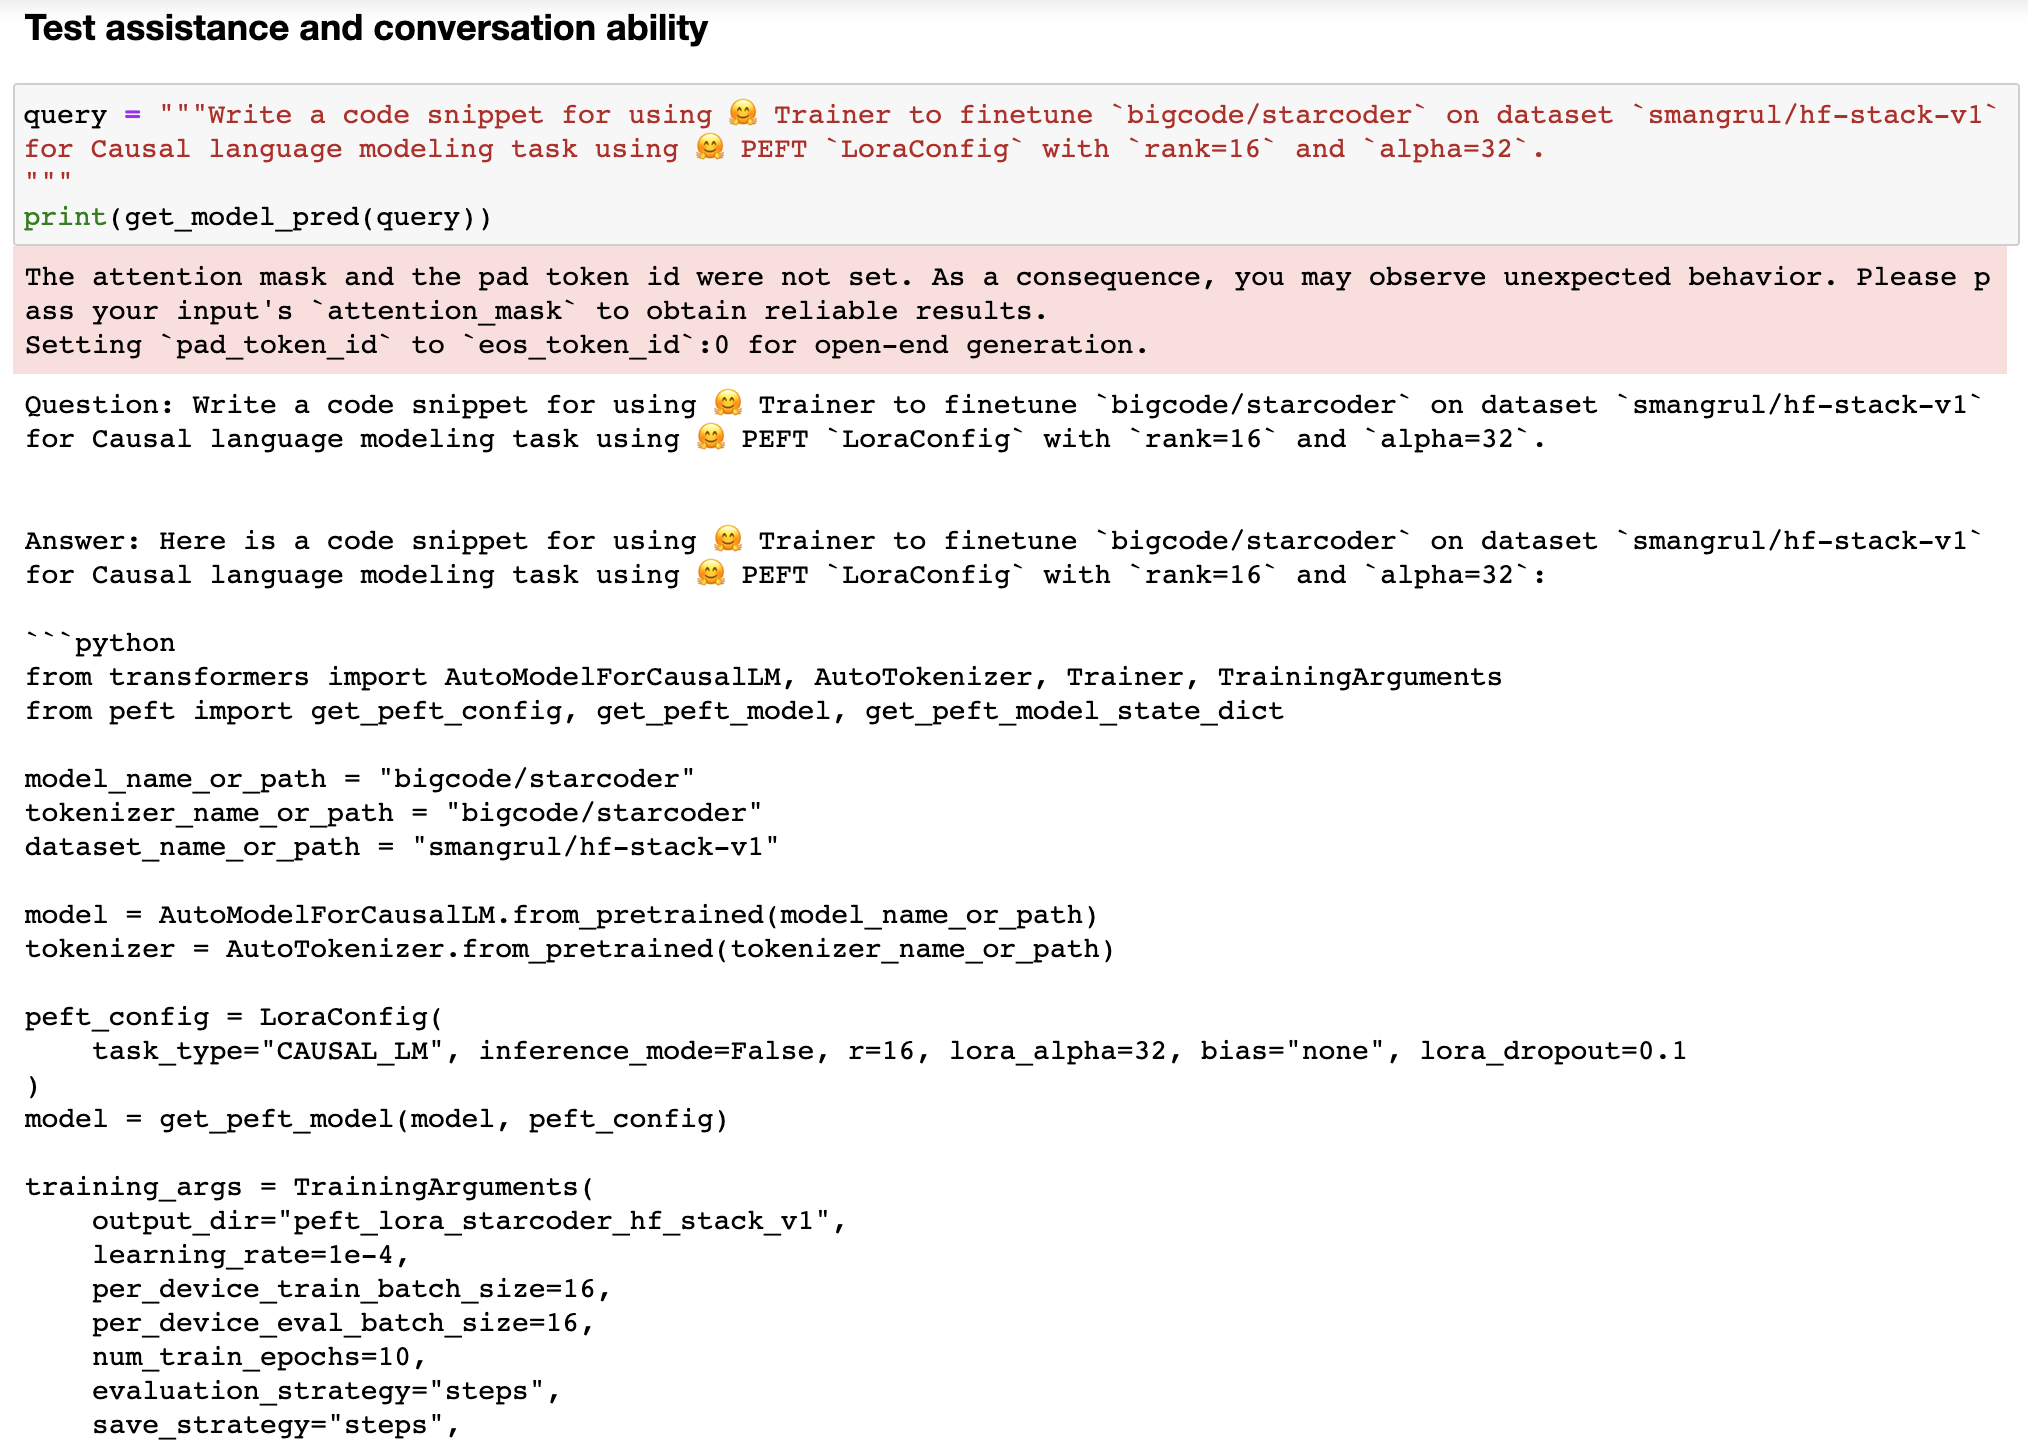 Test assistance and conversation ability
query = """Write a code snippet for using 🤗 Trainer to finetune `bigcode/starcoder` on dataset `smangrul/hf-stack-v1`
for Causal language modeling task using 🤗 PEFT `LoraConfig` with `rank=16` and `alpha=32`.
"""
print(get_model_pred(query))
The attention mask and the pad token id were not set. As a consequence, you may observe unexpected behavior. Please p
ass your input's `attention_mask` to obtain reliable results.
Setting `pad_token_id` to `eos_token_id`:0 for open-end generation.
Question: Write a code snippet for using 🤗 Trainer to finetune `bigcode/starcoder` on dataset `smangrul/hf-stack-v1`
for Causal language modeling task using 🤗 PEFT `LoraConfig` with `rank=16` and `alpha=32`.
Answer: Here is a code snippet for using 🤗 Trainer to finetune `bigcode/starcoder` on dataset `smangrul/hf-stack-v1`
for Causal language modeling task using 🤗 PEFT `LoraConfig` with `rank=16` and `alpha=32`:
```python
from transformers import AutoModelForCausalLM, AutoTokenizer, Trainer, TrainingArguments
from peft import get_peft_config, get_peft_model, get_peft_model_state_dict
model_name_or_path = "bigcode/starcoder"
tokenizer_name_or_path = "bigcode/starcoder"
dataset_name_or_path = "smangrul/hf-stack-v1"
model = AutoModelForCausalLM.from_pretrained(model_name_or_path)
tokenizer = AutoTokenizer.from_pretrained(tokenizer_name_or_path)
peft_config = LoraConfig(
    task_type="CAUSAL_LM", inference_mode=False, r=16, lora_alpha=32, bias="none", lora_dropout=0.1
)
model = get_peft_model(model, peft_config)
training_args = TrainingArguments(
    output_dir="peft_lora_starcoder_hf_stack_v1",
    learning_rate=1e-4,
    per_device_train_batch_size=16,
    per_device_eval_batch_size=16,
    num_train_epochs=10,
    evaluation_strategy="steps",
    save_strategy="steps",